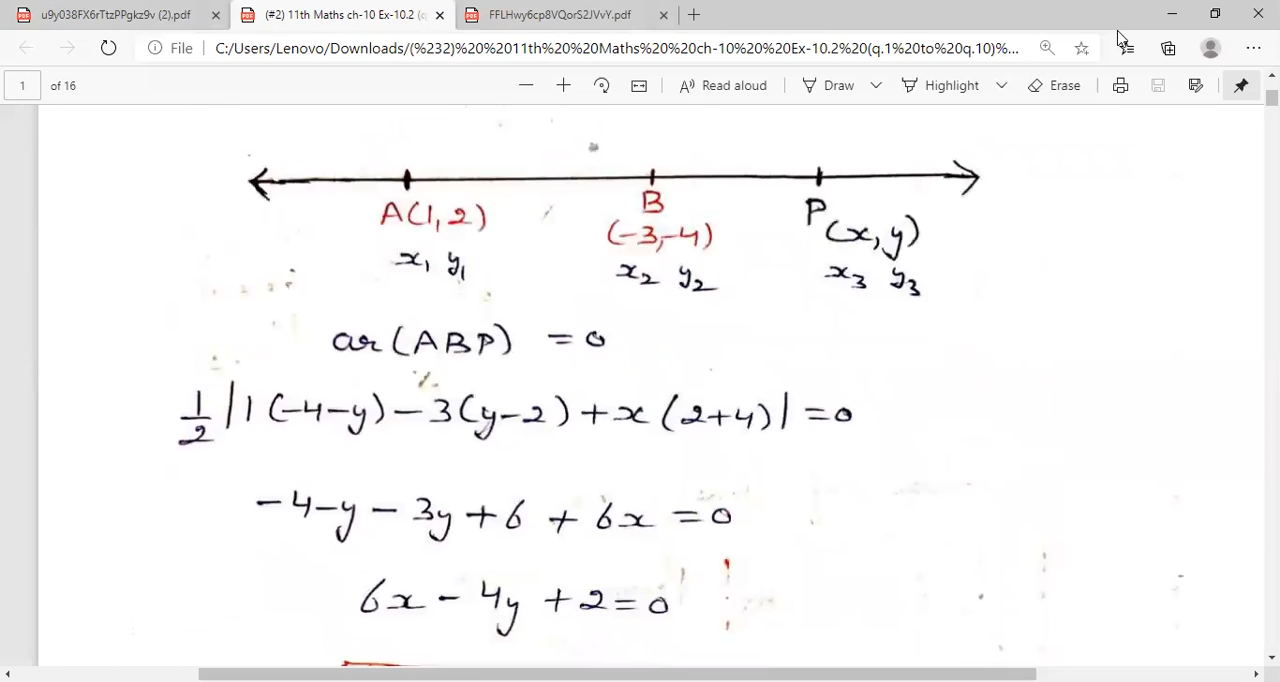 u9y038FX6rTtzPPgkz9v (2).pdf
(#2) 11th Maths ch-10 Ex-10.2 (q
FFLHwy6cp8VQorS2JVvY.pdf
File C:/Users/Lenovo/Downloads/(%232)%20%2011th%20%20Maths%20%20ch-10%20%20Ex-10.2%20(q.1%20to%20q.10)%...
1 of 16 Read aloud Draw Highlight Erase
A(1, 2) B P
(-3, -4) (x, y)
x₁ y₁ x₂ y₂ x₃ y₃
ar(ABP) = 0
1/2 |1(-4-y) - 3(y-2) + x(2+4)| = 0
-4-y - 3y + 6 + 6x = 0
6x - 4y + 2 = 0